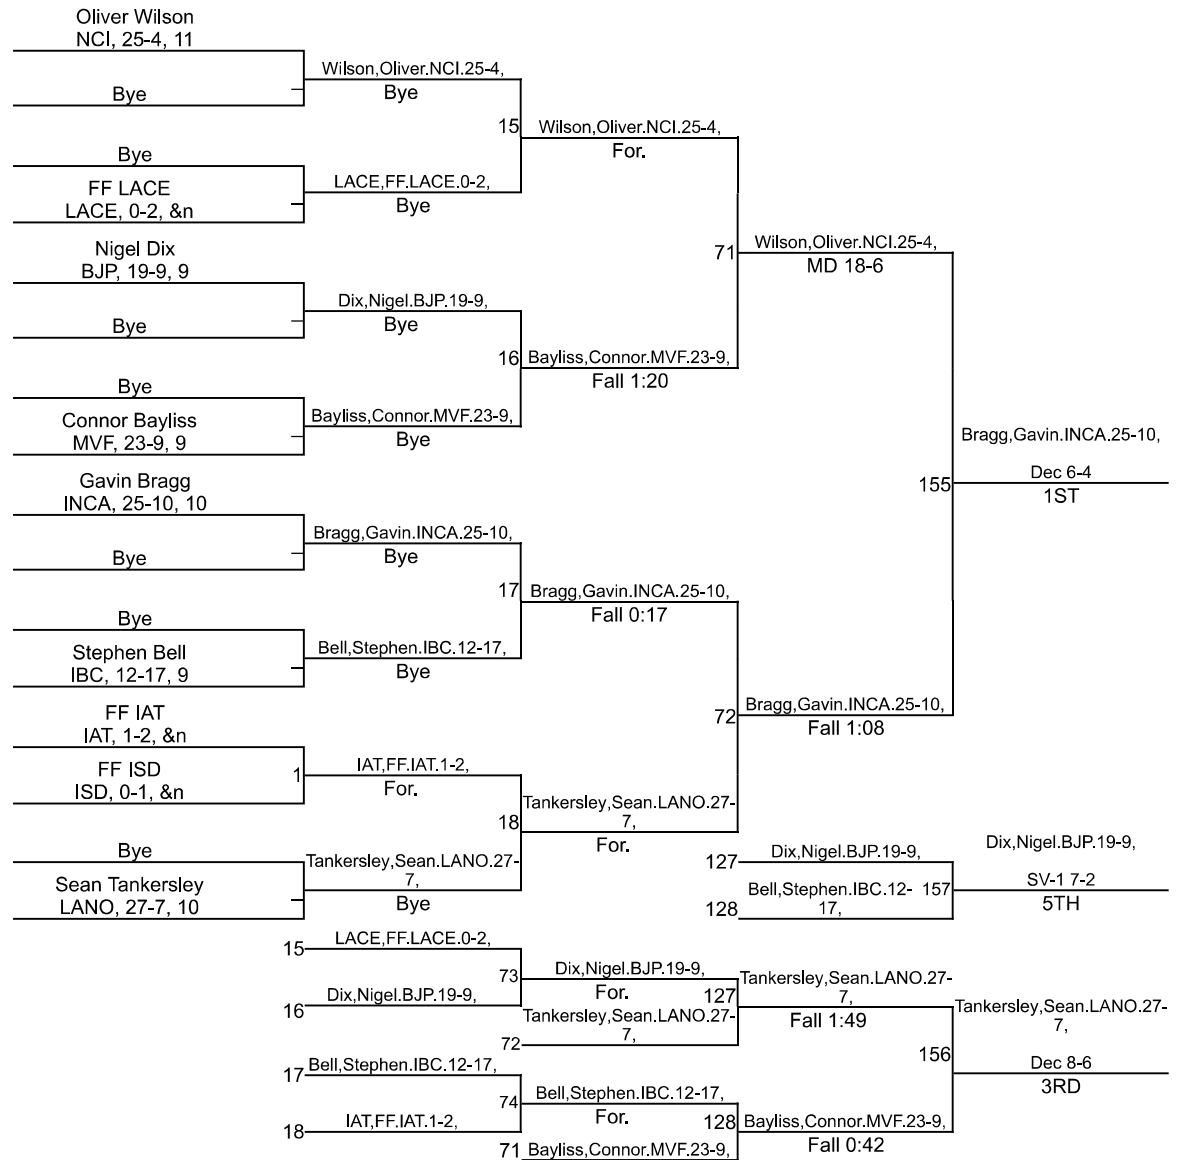 Oliver Wilson
NCI, 25-4, 11
Wilson,Oliver.NCI.25-4,
Bye
Bye
15
Wilson,Oliver.NCI.25-4,
For.
Bye
FF LACE
LACE, 0-2, &n
LACE,FF.LACE.0-2,
Bye
Nigel Dix
BJP, 19-9, 9
71
Wilson,Oliver.NCI.25-4,
MD 18-6
Dix,Nigel.BJP.19-9,
Bye
Bye
16
Bayliss,Connor.MVF.23-9,
Fall 1:20
Bye
Connor Bayliss
MVF, 23-9, 9
Bayliss,Connor.MVF.23-9,
Bye
Bragg,Gavin.INCA.25-10,
155
Dec 6-4
1ST
Gavin Bragg
INCA, 25-10, 10
Bragg,Gavin.INCA.25-10,
Bye
Bye
17
Bragg,Gavin.INCA.25-10,
Fall 0:17
Bye
Stephen Bell
IBC, 12-17, 9
Bell,Stephen.IBC.12-17,
Bye
72
Bragg,Gavin.INCA.25-10,
Fall 1:08
FF IAT
IAT, 1-2, &n
FF ISD
ISD, 0-1, &n
1
IAT,FF.IAT.1-2,
For.
18
Tankersley,Sean.LANO.27-
7,
For.
Bye
Sean Tankersley
LANO, 27-7, 10
Tankersley,Sean.LANO.27-
7,
Bye
127
Dix,Nigel.BJP.19-9,
128
Bell,Stephen.IBC.12-
17,
157
Dix,Nigel.BJP.19-9,
SV-1 7-2
5TH
15
LACE,FF.LACE.0-2,
16
Dix,Nigel.BJP.19-9,
73
Dix,Nigel.BJP.19-9,
For.
72
Tankersley,Sean.LANO.27-
7,
127
Tankersley,Sean.LANO.27-
7,
Fall 1:49
156
Tankersley,Sean.LANO.27-
7,
Dec 8-6
3RD
17
Bell,Stephen.IBC.12-17,
18
IAT,FF.IAT.1-2,
74
Bell,Stephen.IBC.12-17,
For.
71
Bayliss,Connor.MVF.23-9,
128
Bayliss,Connor.MVF.23-9,
Fall 0:42